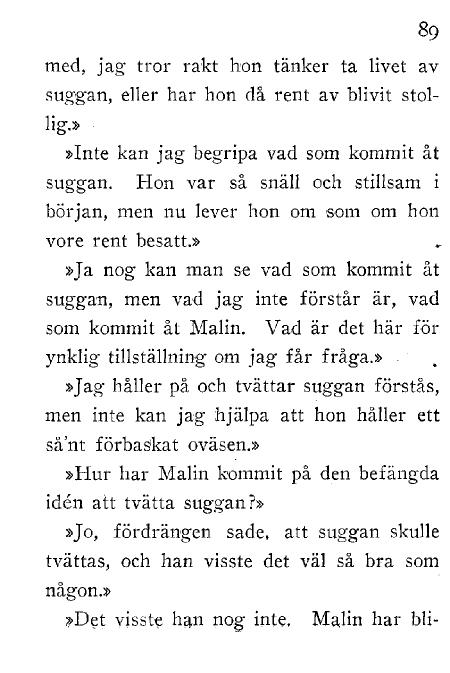 89
med, jag tror rakt hon tänker ta livet av
suggan, eller har hon då rent av blivit stol-
lig.»
»Inte kan jag begripa vad som kommit åt
suggan. Hon var så snäll och stillsam i
början, men nu lever hon om som om hon
vore rent besatt.»
»Ja nog kan man se vad som kommit åt
suggan, men vad jag inte förstår är, vad
som kommit åt Malin. Vad är det här för
ynklig tillställning om jag får fråga.»
»Jag håller på och tvättar suggan förstås,
men inte kan jag hjälpa att hon håller ett
så'nt förbaskat oväsen.»
»Hur har Malin kommit på den befängda
idén att tvätta suggan?»
»Jo, fördrängen sade, att suggan skulle
tvättas, och han visste det väl så bra som
någon.»
»Det visste han nog inte. Malin har bli-